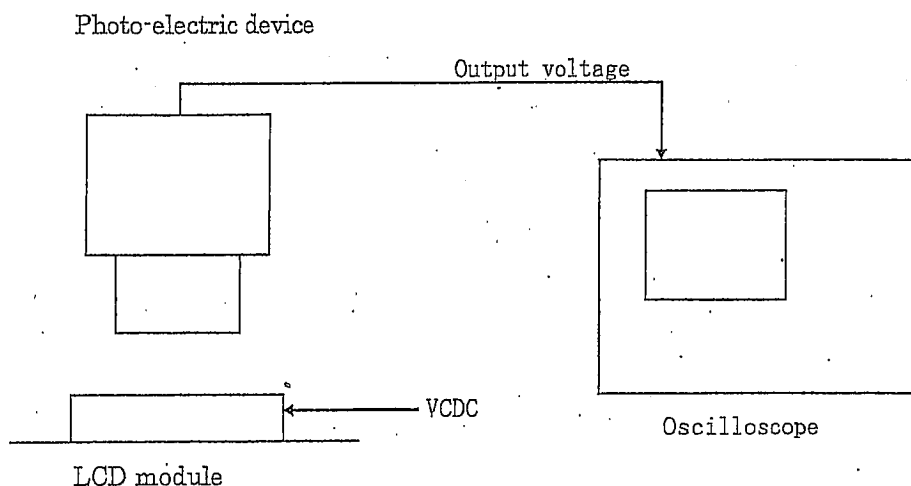 Photo-electric device
Output voltage
VCDC
Oscilloscope
LCD module